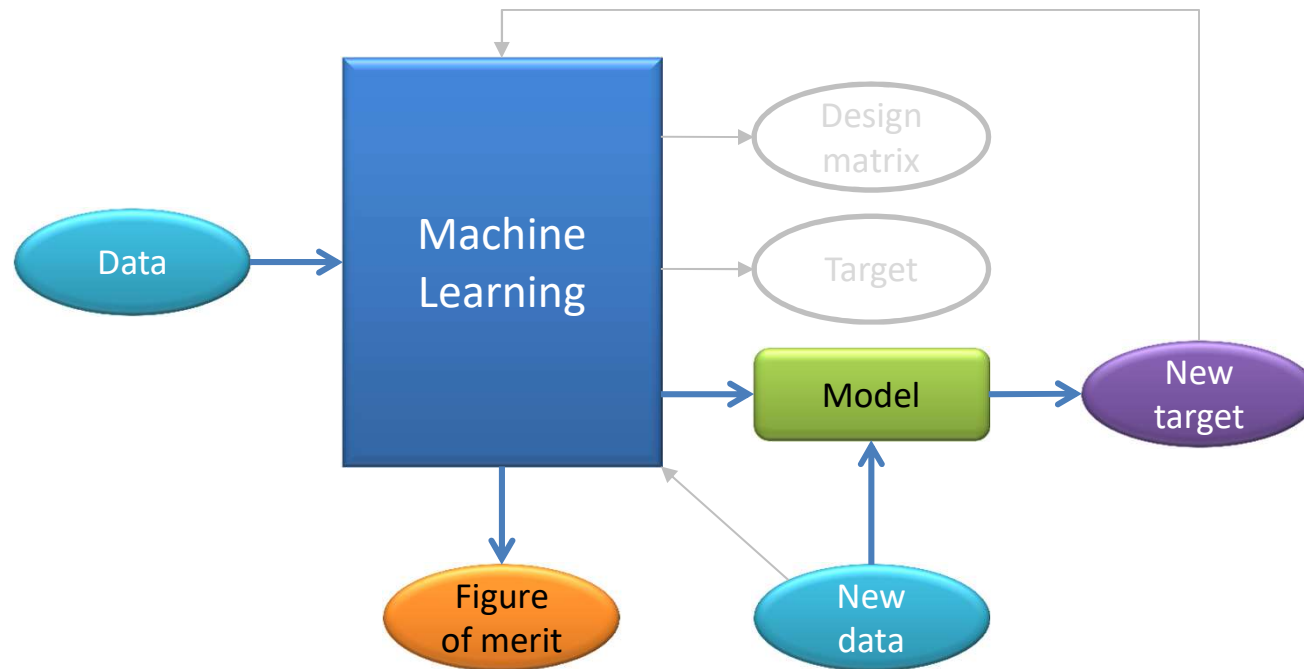 Design
matrix
Machine
Learning
Data
Target
Model
New
target
Figure
of merit
New
data